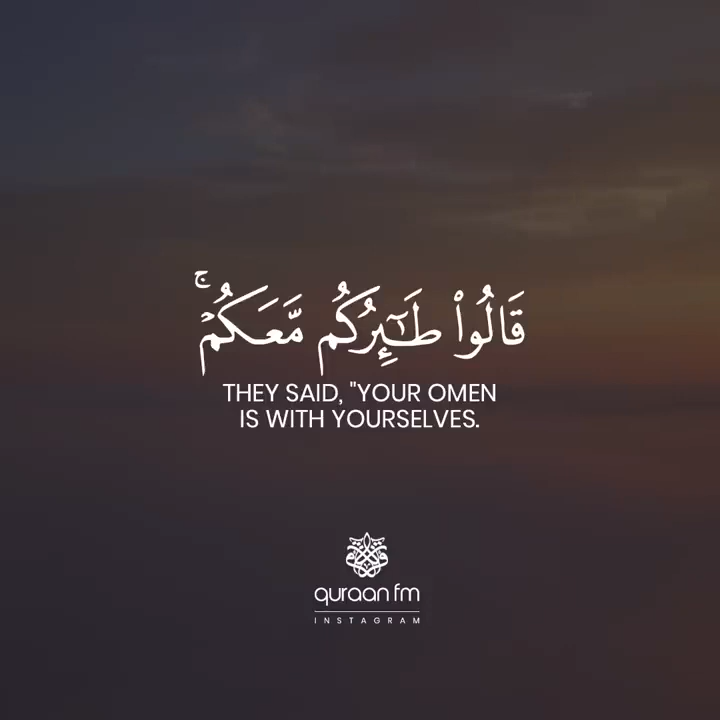 قَالُوا۟ طَـٰٓئِرُكُم مَّعَكُمْ ۚ
THEY SAID, "YOUR OMEN
IS WITH YOURSELVES.
quraan fm
INSTAGRAM